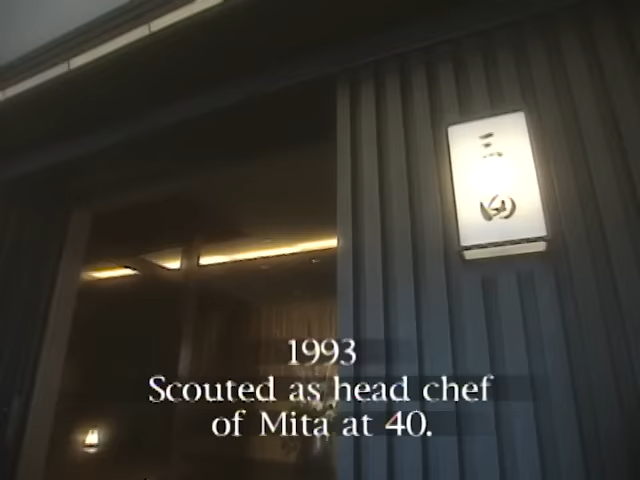 三田
1993
Scouted as head chef
of Mita at 40.